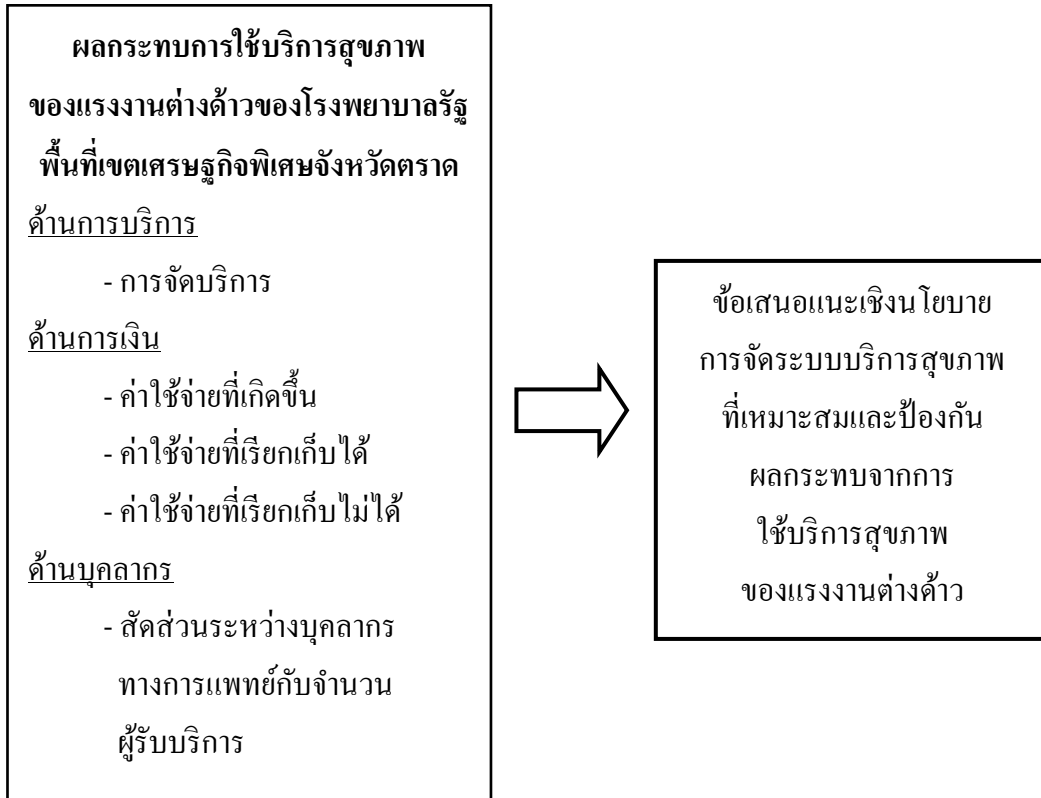 ผลกระทบการใช้บริการสุขภาพ
ของแรงงานต่างด้าวของโรงพยาบาลรัฐ
พื้นที่เขตเศรษฐกิจพิเศษจังหวัดตราด
ด้านการบริการ
- การจัดบริการ
ด้านการเงิน
- ค่าใช้จ่ายที่เกิดขึ้น
- ค่าใช้จ่ายที่เรียกเก็บได้
- ค่าใช้จ่ายที่เรียกเก็บไม่ได้
ด้านบุคลากร
- สัดส่วนระหว่างบุคลากร
ทางการแพทย์กับจำนวน
ผู้รับบริการ
ข้อเสนอแนะเชิงนโยบาย
การจัดระบบบริการสุขภาพ
ที่เหมาะสมและป้องกัน
ผลกระทบจากการ
ใช้บริการสุขภาพ
ของแรงงานต่างด้าว